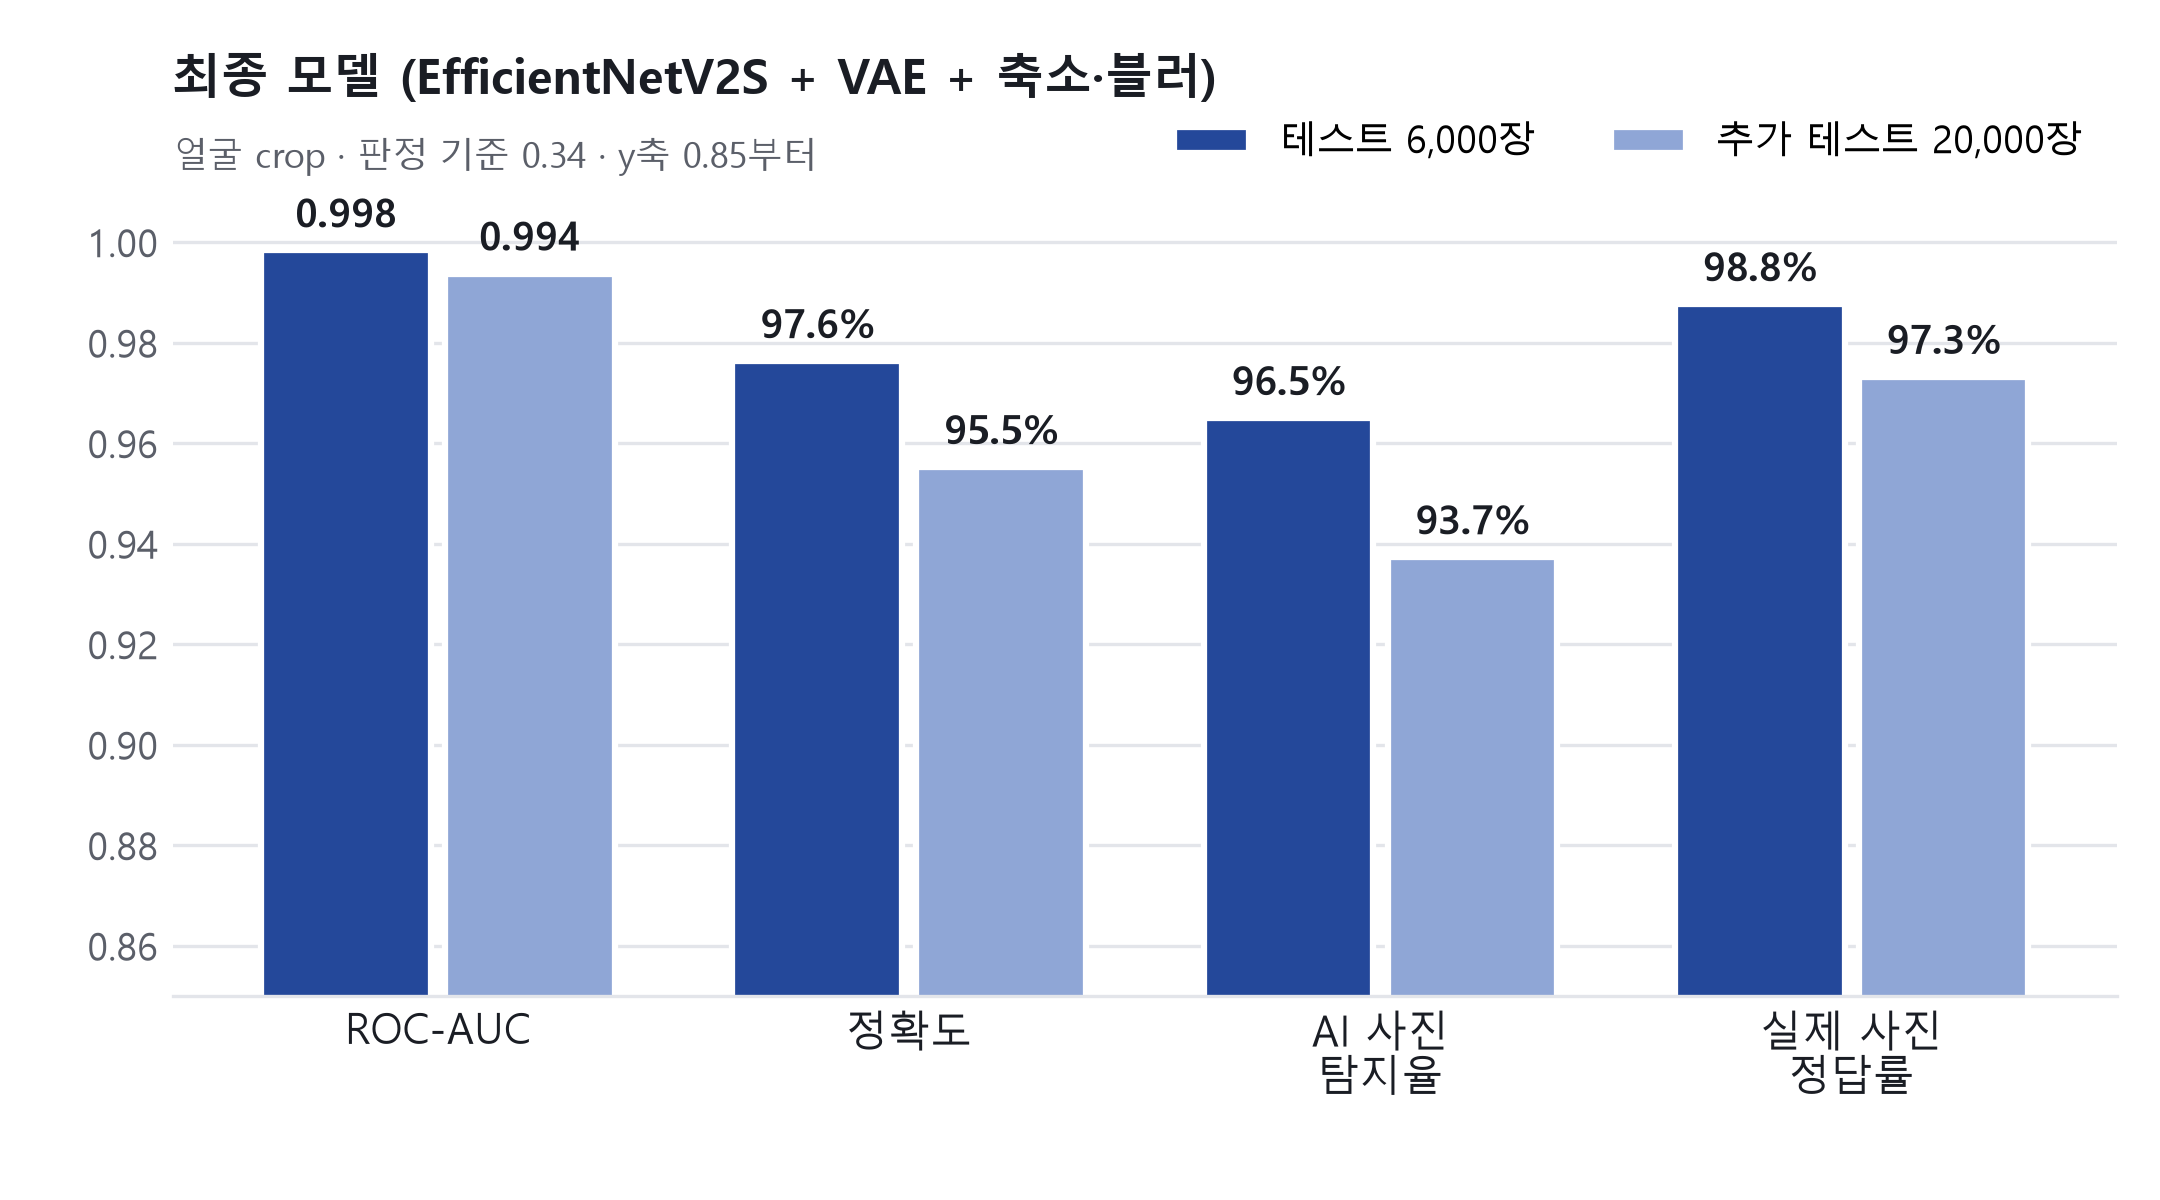 최종 모델 (EfficientNetV2S + VAE + 축소·블러)
얼굴 crop · 판정 기준 0.34 · y축 0.85부터
테스트 6,000장
추가 테스트 20,000장
0.998
0.994
97.6%
95.5%
96.5%
93.7%
98.8%
97.3%
1.00
0.98
0.96
0.94
0.92
0.90
0.88
0.86
ROC-AUC
정확도
AI 사진
탐지율
실제 사진
정답률